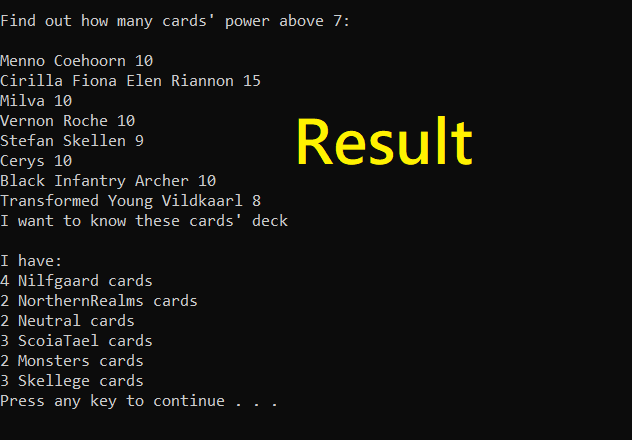 Find out how many cards' power above 7:
Menno Coehoorn 10
Cirilla Fiona Elen Riannon 15
Milva 10
Vernon Roche 10
Stefan Skellen 9
Cerys 10
Black Infantry Archer 10
Transformed Young Vildkaarl 8
I want to know these cards' deck
I have:
4 Nilfgaard cards
2 NorthernRealms cards
2 Neutral cards
3 ScoiaTael cards
2 Monsters cards
3 Skellege cards
Press any key to continue . . .
Result